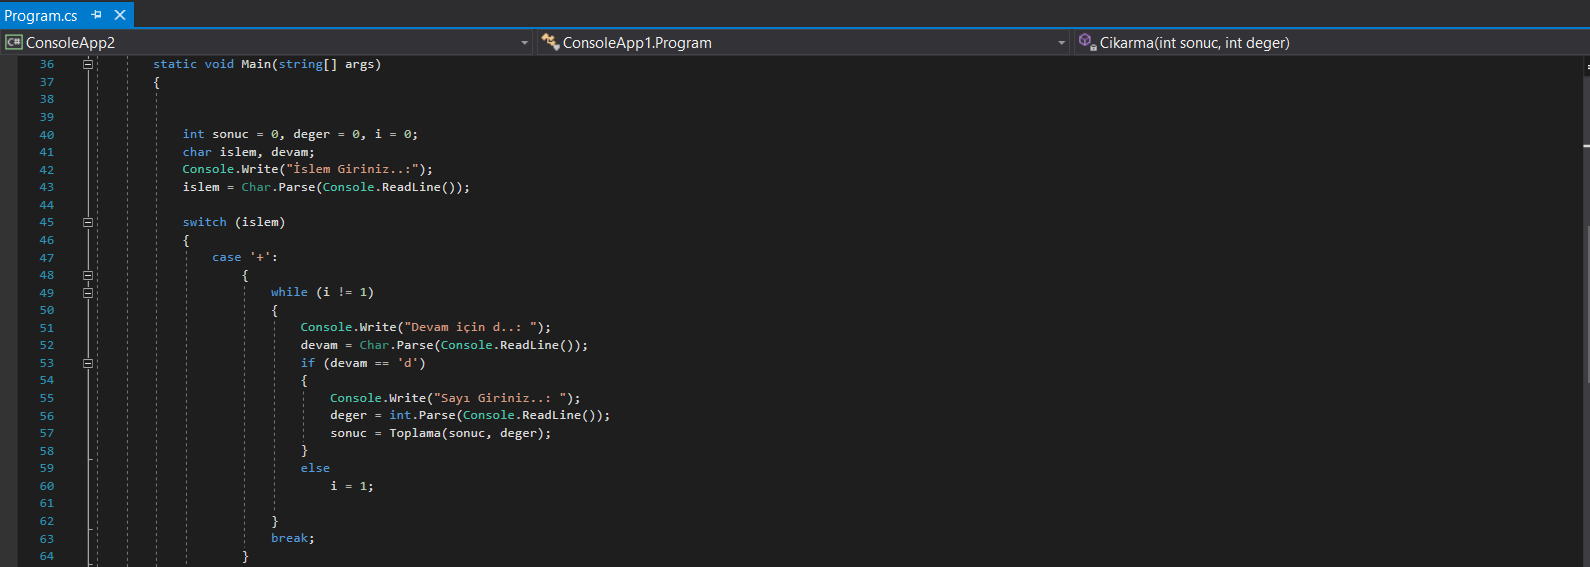 Program.cs
ConsoleApp2 ConsoleApp1.Program Cikarma(int sonuc, int deger)
36 static void Main(string[] args)
37 {
38
39
40 int sonuc = 0, deger = 0, i = 0;
41 char islem, devam;
42 Console.Write("İslem Giriniz..:");
43 islem = Char.Parse(Console.ReadLine());
44
45 switch (islem)
46 {
47 case '+':
48 {
49 while (i != 1)
50 {
51 Console.Write("Devam için d..: ");
52 devam = Char.Parse(Console.ReadLine());
53 if (devam == 'd')
54 {
55 Console.Write("Sayı Giriniz..: ");
56 deger = int.Parse(Console.ReadLine());
57 sonuc = Toplama(sonuc, deger);
58 }
59 else
60 i = 1;
61
62 }
63 break;
64 }